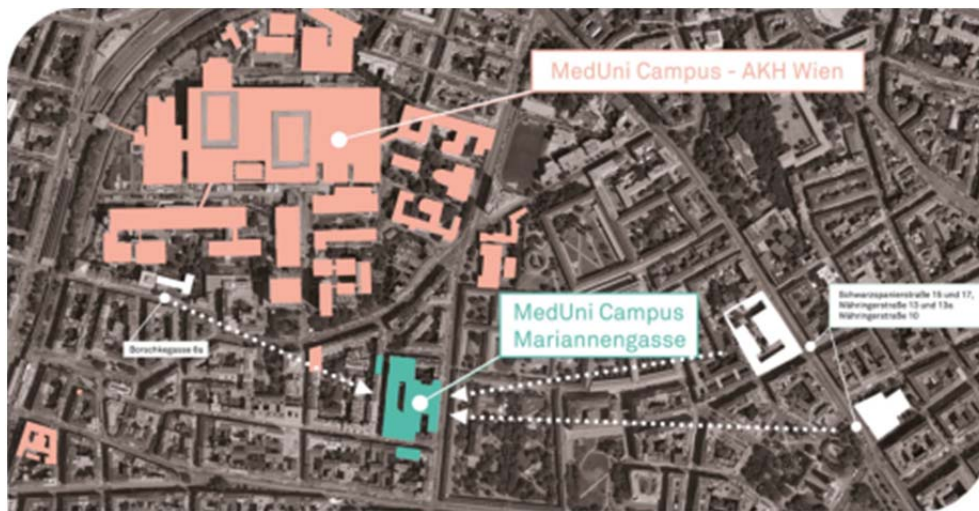 MedUni Campus - AKH Wien
Schwarzspanierstraße 15 und 17,
Währingerstraße 13 und 13a
Währingerstraße 10
MedUni Campus
Mariannengasse
Borschkegasse 8a